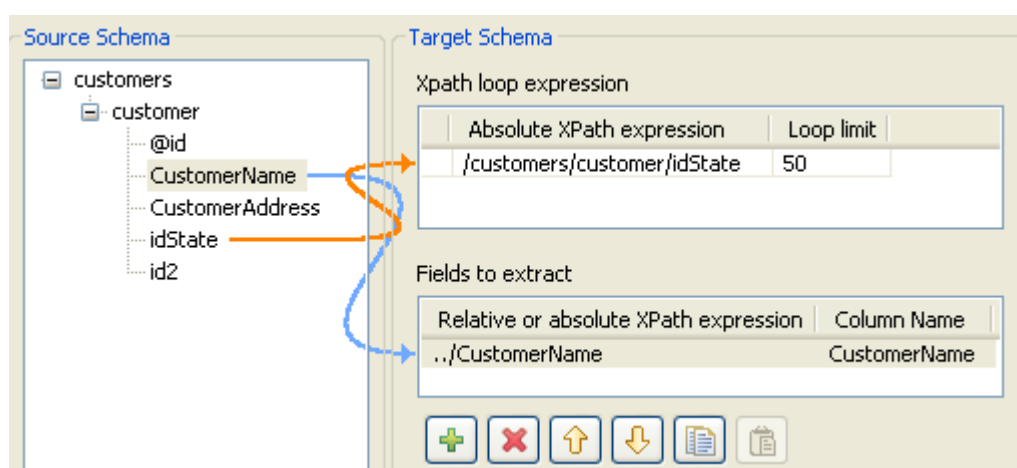 Source Schema
customers
customer
@id
CustomerName
CustomerAddress
idState
id2
Target Schema
Xpath loop expression
Absolute XPath expression Loop limit
/customers/customer/idState 50
Fields to extract
Relative or absolute XPath expression Column Name
../CustomerName CustomerName